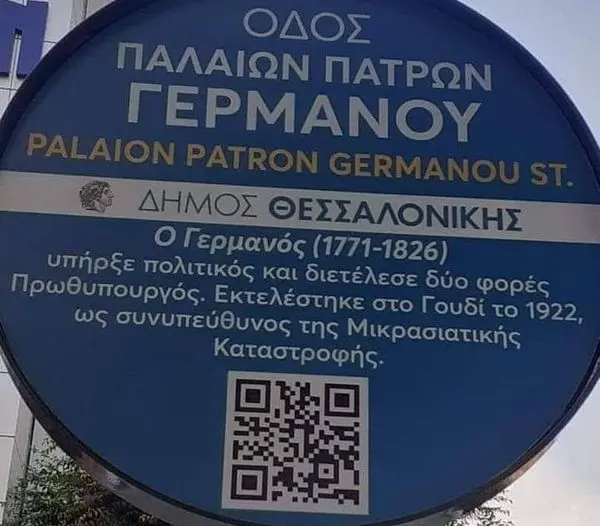 ΟΔΟΣ
ΠΑΛΑΙΩΝ ΠΑΤΡΩΝ
ΓΕΡΜΑΝΟΥ
PALAION PATRON GERMANOU ST.
ΔΗΜΟΣ ΘΕΣΣΑΛΟΝΙΚΗΣ
Ο Γερμανός (1771-1826)
υπήρξε πολιτικός και διετέλεσε δύο φορές
Πρωθυπουργός. Εκτελέστηκε στο Γουδί το 1922,
ως συνυπεύθυνος της Μικρασιατικής
Καταστροφής.